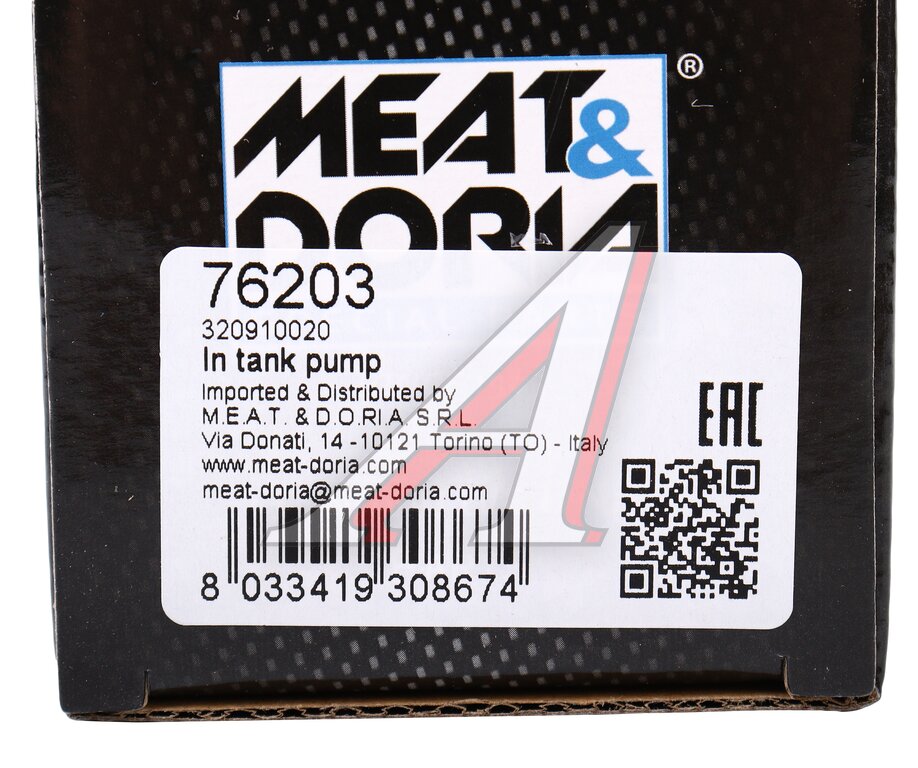 MEAT&
DORIA
®
76203
320910020
In tank pump
Imported & Distributed by
M.E.A.T. & D.O.RI.A. S.R.L.
Via Donati, 14 -10121 Torino (TO) - Italy
www.meat-doria.com
meat-doria@meat-doria.com
EAC
8 033419 308674